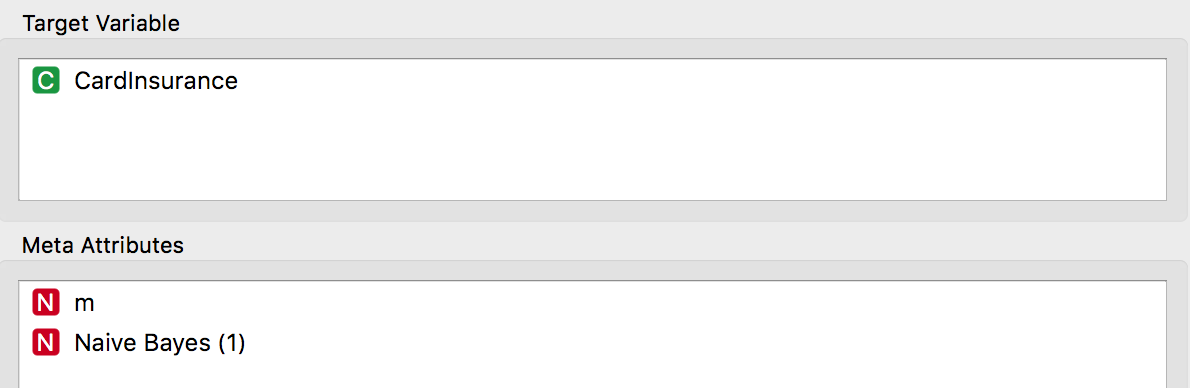 Target Variable
C CardInsurance
Meta Attributes
N m
N Naive Bayes (1)